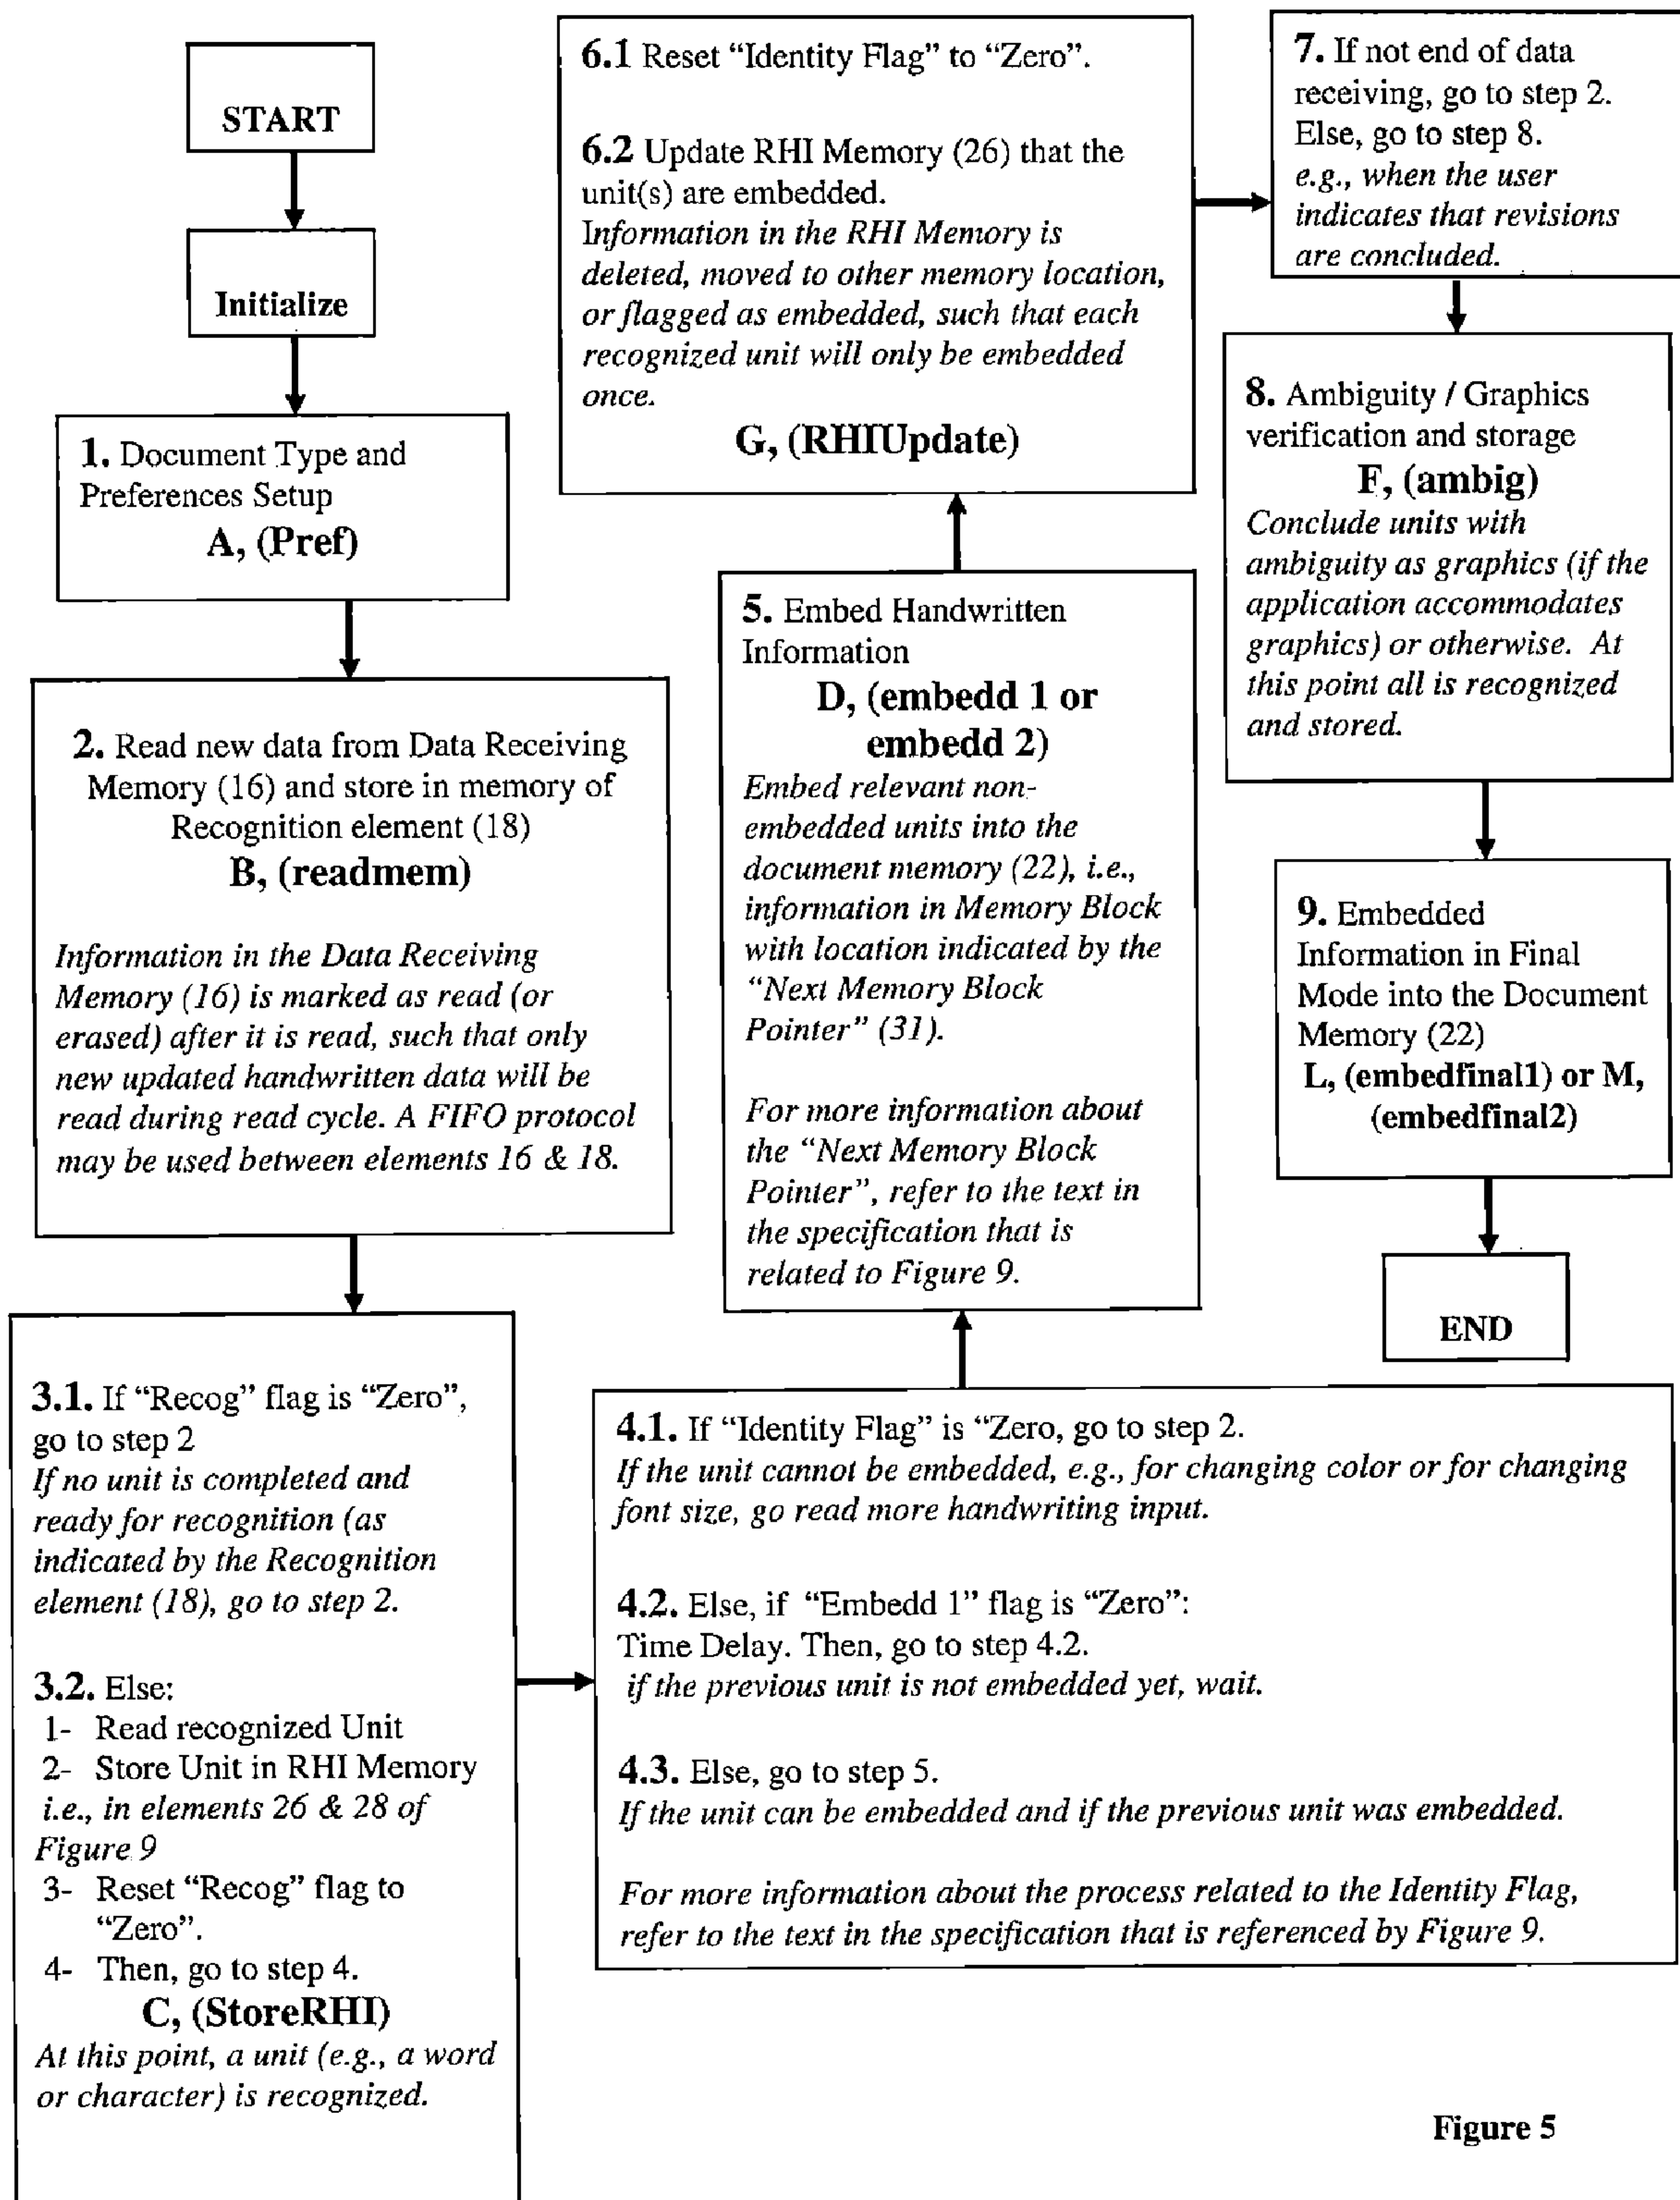 START
Initialize
1. Document Type and
Preferences Setup
A, (Pref)
2. Read new data from Data Receiving
Memory (16) and store in memory of
Recognition element (18)
B, (readmem)
Information in the Data Receiving
Memory (16) is marked as read (or
erased) after it is read, such that only
new updated handwritten data will be
read during read cycle. A FIFO protocol
may be used between elements 16 & 18.
3.1. If “Recog” flag is “Zero”,
go to step 2
If no unit is completed and
ready for recognition (as
indicated by the Recognition
element (18), go to step 2.
3.2. Else:
1- Read recognized Unit
2- Store Unit in RHI Memory
i.e., in elements 26 & 28 of
Figure 9
3- Reset “Recog” flag to
“Zero”.
4- Then, go to step 4.
C, (StoreRHI)
At this point, a unit (e.g., a word
or character) is recognized.
4.1. If “Identity Flag” is “Zero, go to step 2.
If the unit cannot be embedded, e.g., for changing color or for changing
font size, go read more handwriting input.
4.2. Else, if “Embedd 1” flag is “Zero”:
Time Delay. Then, go to step 4.2.
if the previous unit is not embedded yet, wait.
4.3. Else, go to step 5.
If the unit can be embedded and if the previous unit was embedded.
For more information about the process related to the Identity Flag,
refer to the text in the specification that is referenced by Figure 9.
5. Embed Handwritten
Information
D, (embedd 1 or
embedd 2)
Embed relevant non-
embedded units into the
document memory (22), i.e.,
information in Memory Block
with location indicated by the
“Next Memory Block
Pointer” (31).
For more information about
the “Next Memory Block
Pointer”, refer to the text in
the specification that is
related to Figure 9.
6.1 Reset “Identity Flag” to “Zero”.
6.2 Update RHI Memory (26) that the
unit(s) are embedded.
Information in the RHI Memory is
deleted, moved to other memory location,
or flagged as embedded, such that each
recognized unit will only be embedded
once.
G, (RHIUpdate)
7. If not end of data
receiving, go to step 2.
Else, go to step 8.
e.g., when the user
indicates that revisions
are concluded.
8. Ambiguity / Graphics
verification and storage
F, (ambig)
Conclude units with
ambiguity as graphics (if the
application accommodates
graphics) or otherwise. At
this point all is recognized
and stored.
9. Embedded
Information in Final
Mode into the Document
Memory (22)
L, (embedfinal1) or M,
(embedfinal2)
END
Figure 5